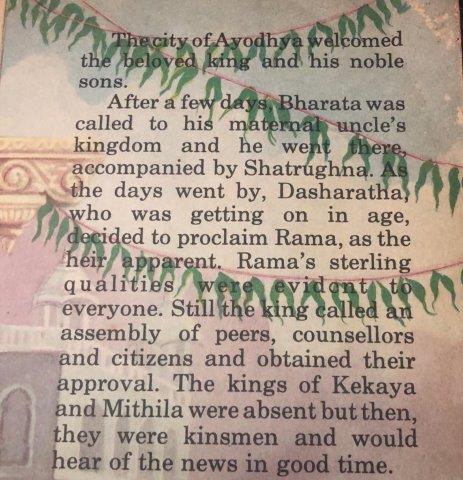 The city of Ayodhya welcomed
the beloved king and his noble
sons.
After a few days, Bharata was
called to his maternal uncle's
kingdom and he went there,
accompanied by Shatrughna. As
the days went by, Dasharatha,
who was getting on in age,
decided to proclaim Rama, as the
heir apparent. Rama's sterling
qualities were evident to
everyone. Still the king called an
assembly of peers, counsellors
and citizens and obtained their
approval. The kings of Kekaya
and Mithila were absent but then,
they were kinsmen and would
hear of the news in good time.